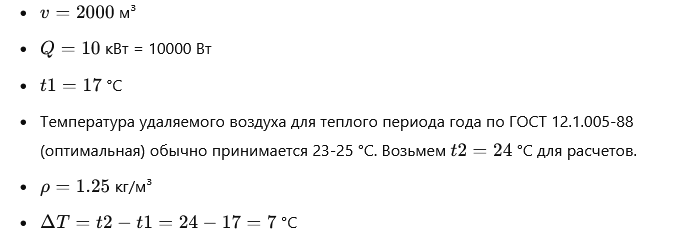 • v = 2000 м³
• Q = 10 кВт = 10000 Вт
• t1 = 17 °C
• Температура удаляемого воздуха для теплого периода года по ГОСТ 12.1.005-88
(оптимальная) обычно принимается 23-25 °C. Возьмем t2 = 24 °C для расчетов.
• ρ = 1.25 кг/м³
• ΔT = t2 − t1 = 24 − 17 = 7 °C